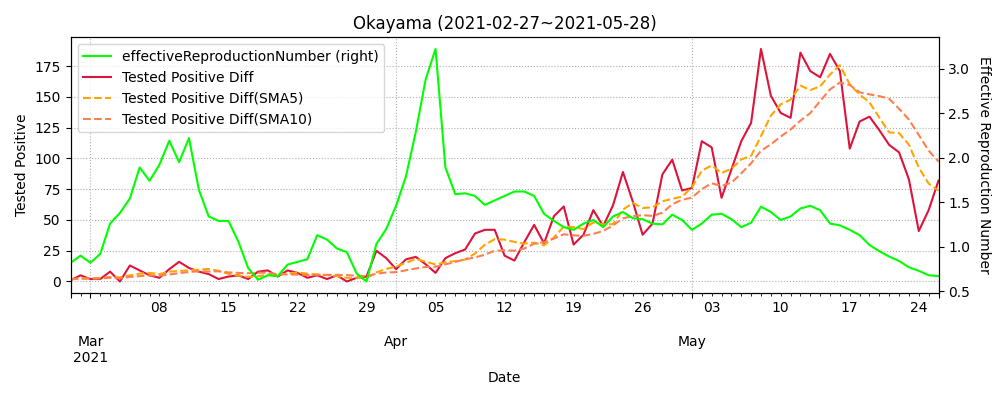 Okayama (2021-02-27~2021-05-28)
effectiveReproductionNumber (right)
Tested Positive Diff
Tested Positive Diff(SMA5)
Tested Positive Diff(SMA10)
Tested Positive
175
150
125
100
75
50
25
0
3.0
2.5
2.0
1.5
1.0
0.5
Effective Reproduction Number
08 15 22 29 05 12 19 26 03 10 17 24
Mar Apr May
2021
Date